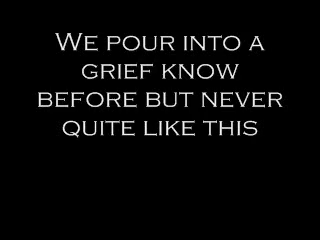 WE POUR INTO A
GRIEF KNOW
BEFORE BUT NEVER
QUITE LIKE THIS